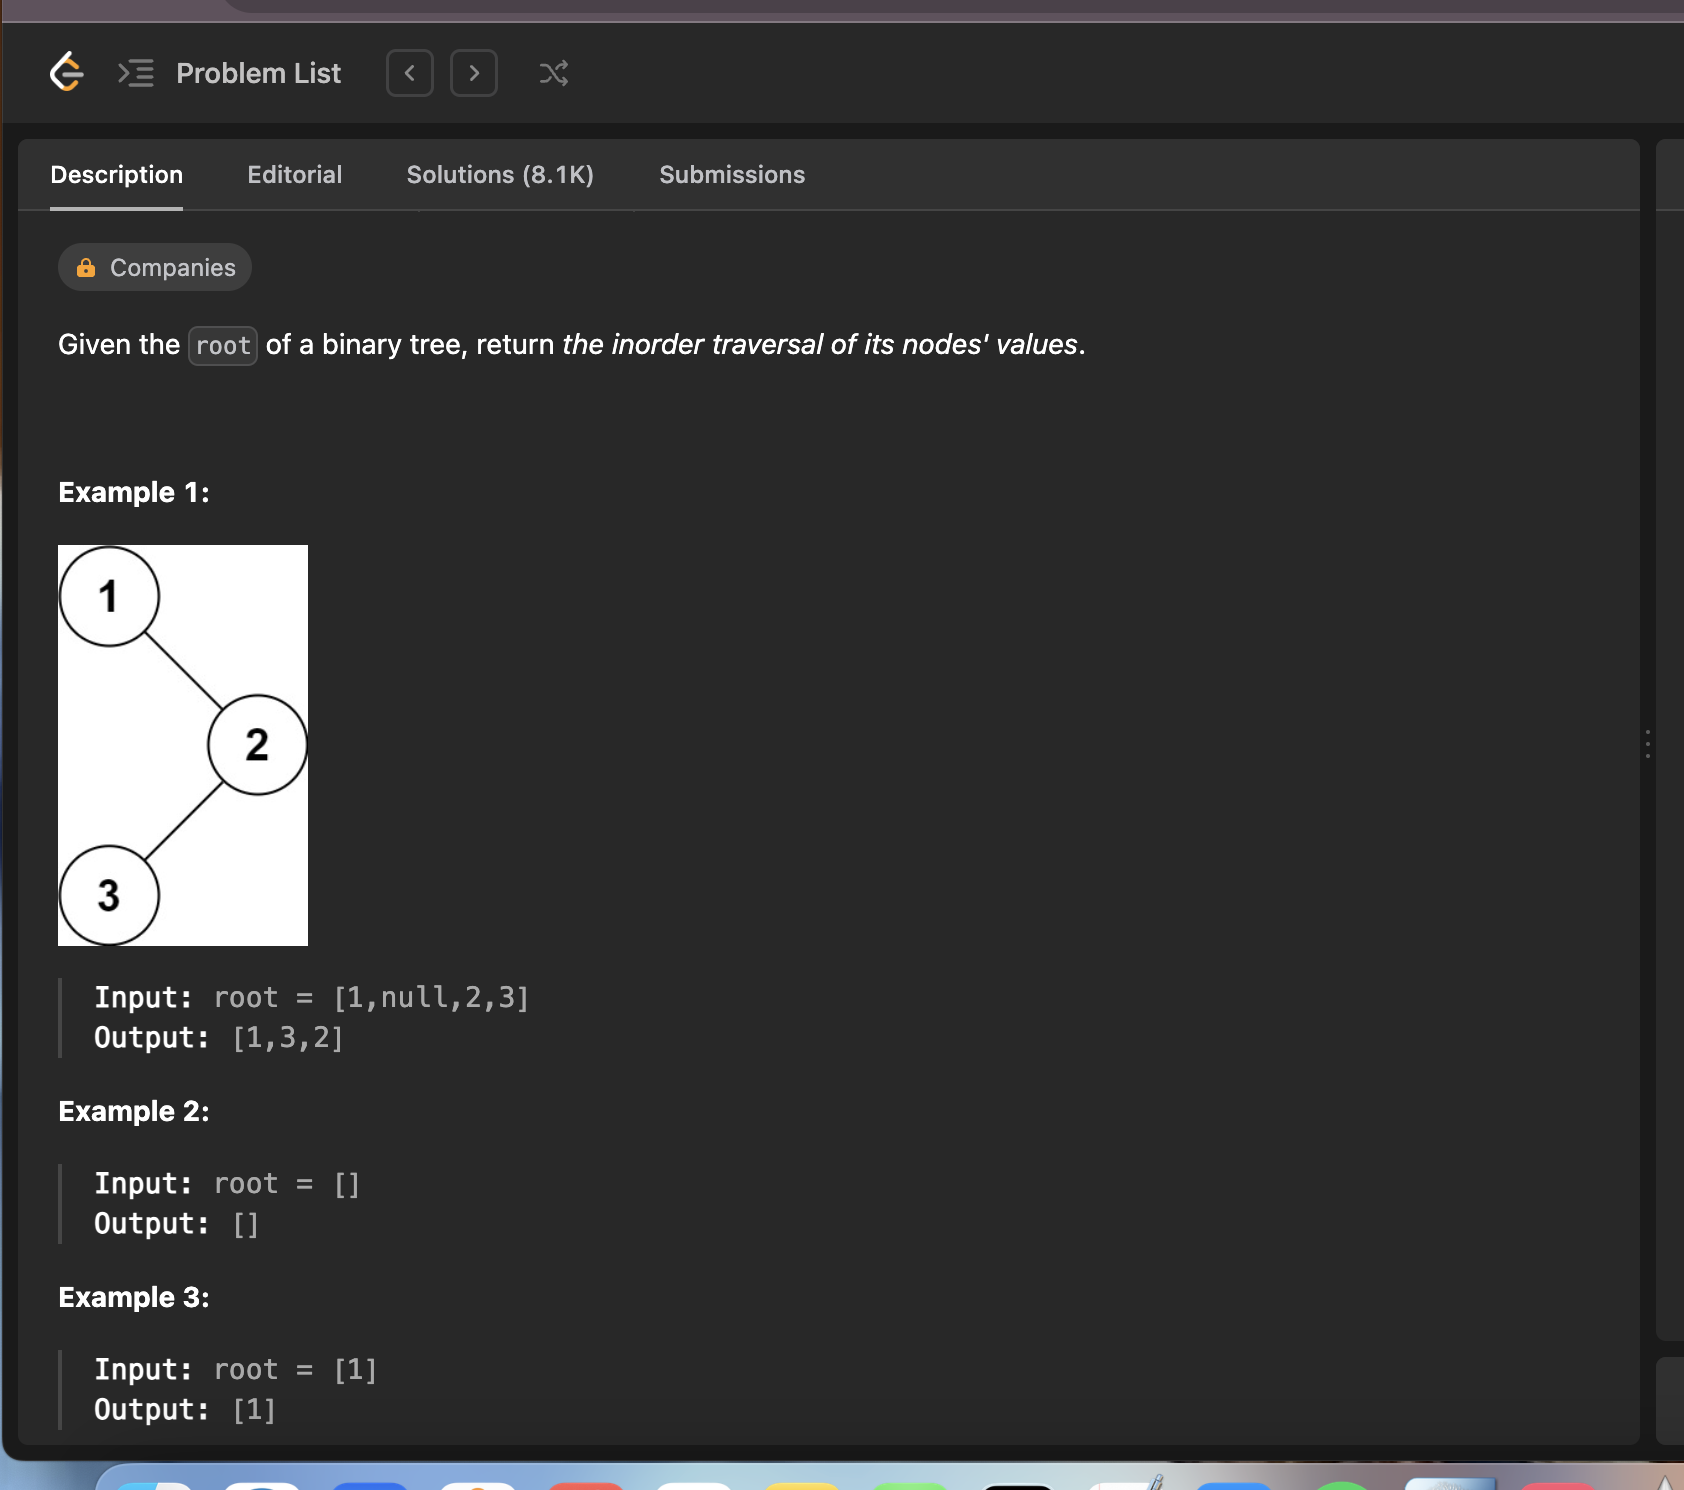 Problem List
Description Editorial Solutions (8.1K) Submissions
Companies
Given the root of a binary tree, return the inorder traversal of its nodes' values.
Example 1:
1
2
3
Input: root = [1,null,2,3]
Output: [1,3,2]
Example 2:
Input: root = []
Output: []
Example 3:
Input: root = [1]
Output: [1]